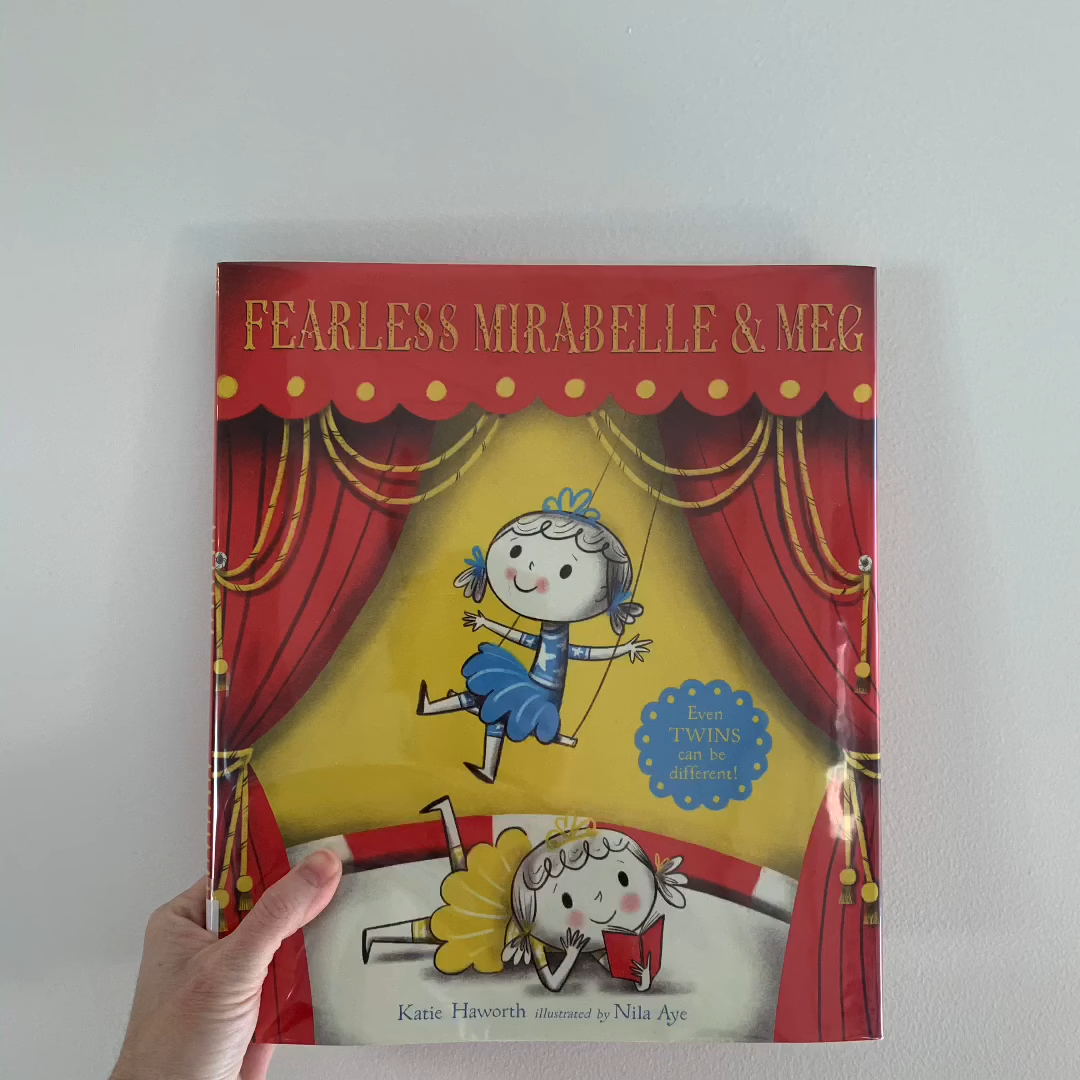 FEARLESS MIRABELLE & MEG
Even
TWINS
can be
different!
Katie Haworth illustrated by Nila Aye